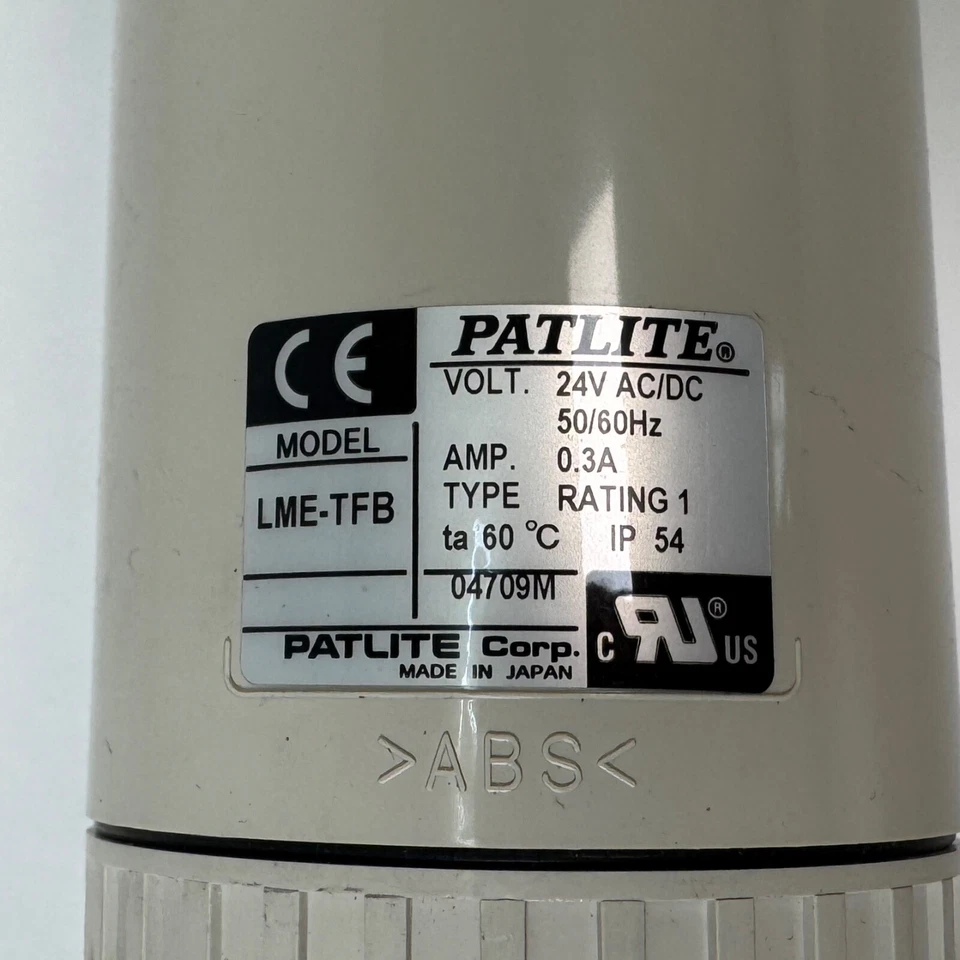 CE
PATLITE®
VOLT. 24V AC/DC
50/60Hz
MODEL
AMP. 0.3A
LME-TFB
TYPE RATING 1
ta 60 ℃ IP 54
04709M
C RU® US
PATLITE Corp.
MADE IN JAPAN
>ABS<